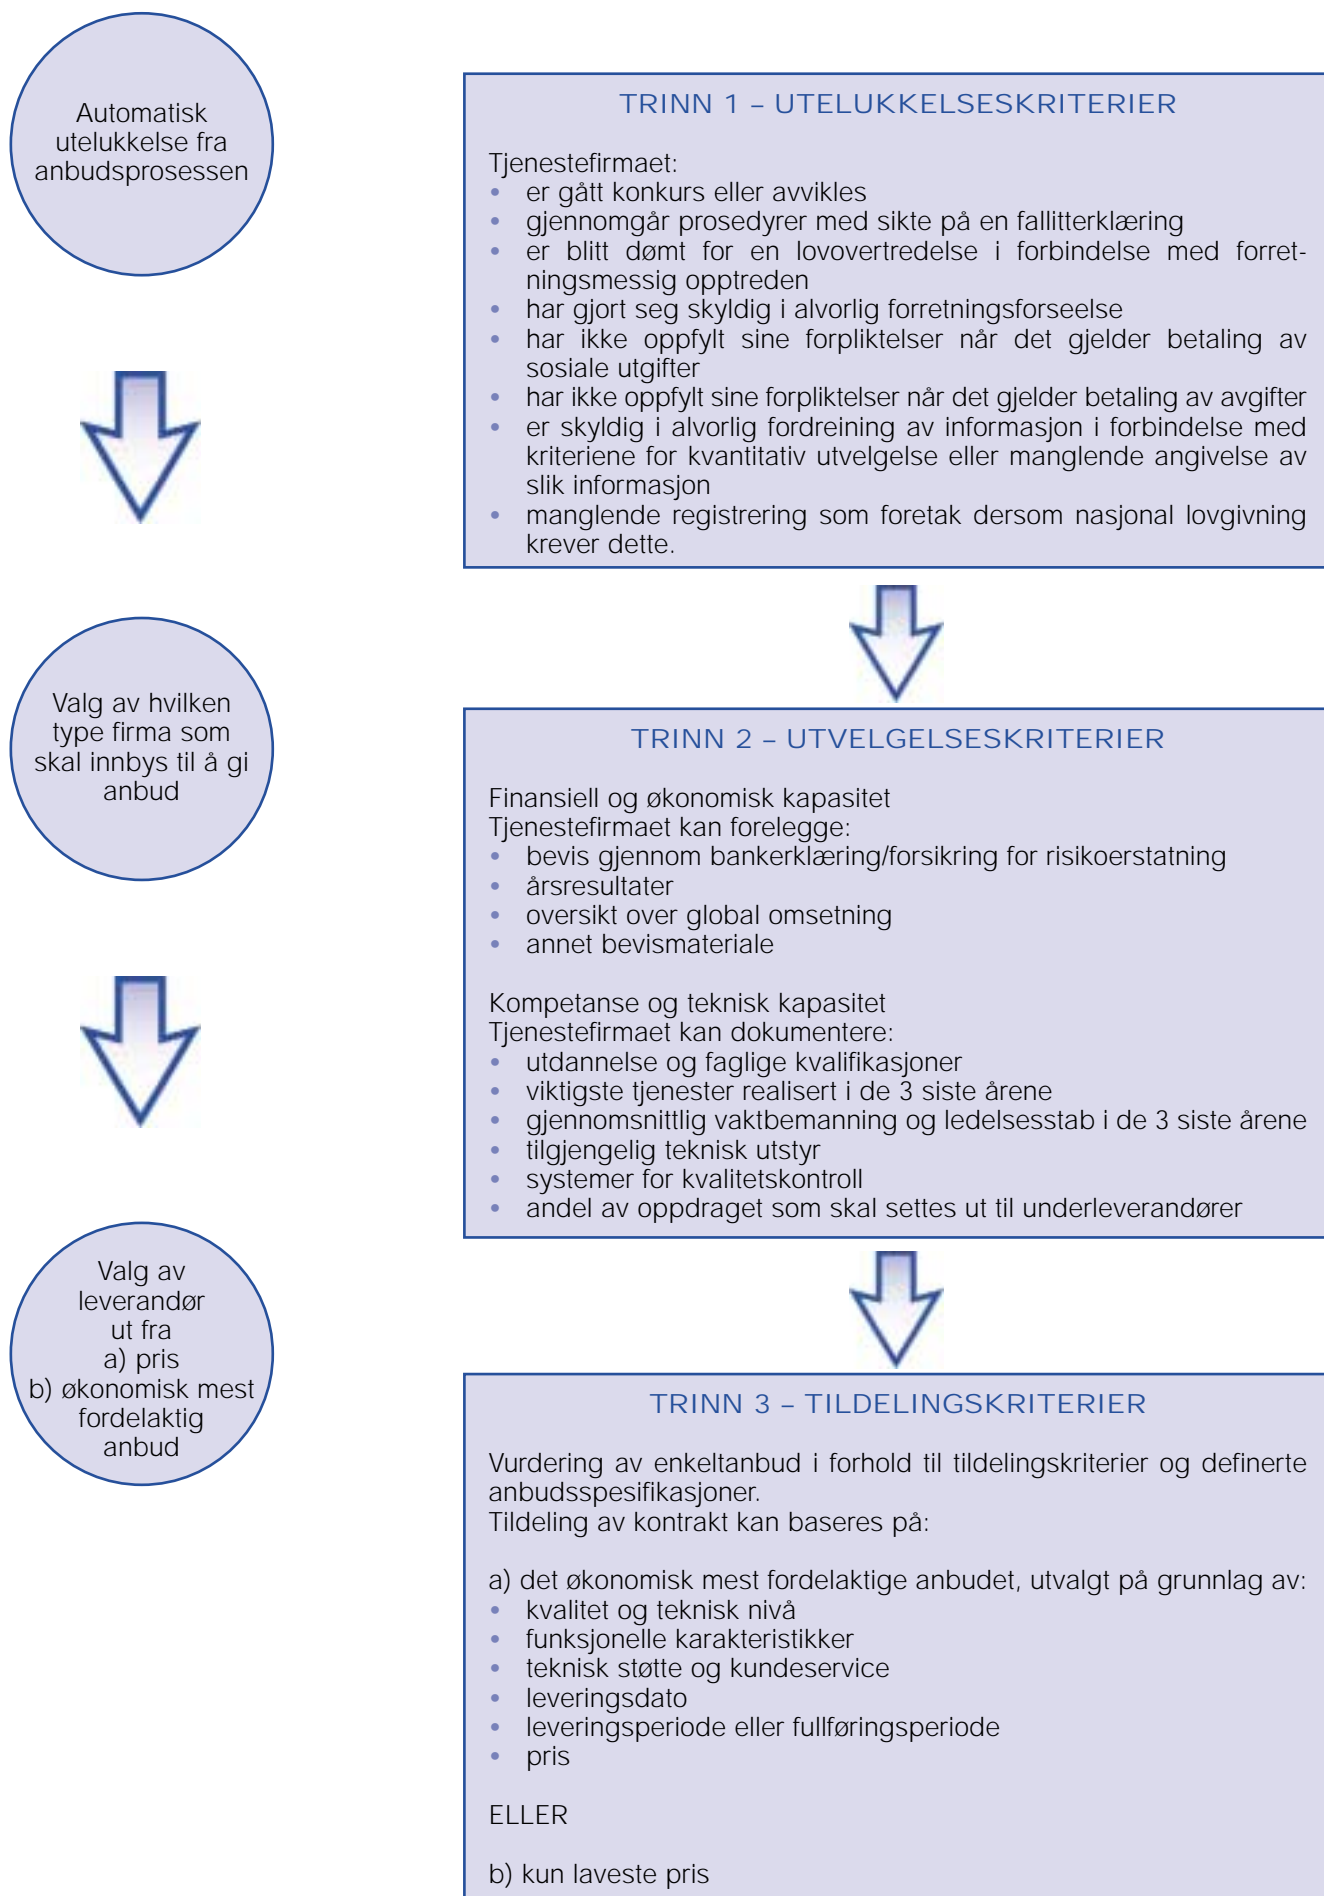 Automatisk
utelukkelse fra
anbudsprosessen
TRINN 1 – UTELUKKELSESKRITERIER
Tjenestefirmaet:
• er gått konkurs eller avvikles
• gjennomgår prosedyrer med sikte på en fallitterklæring
• er blitt dømt for en lovovertredelse i forbindelse med forret-
ningsmessig opptreden
• har gjort seg skyldig i alvorlig forretningsforseelse
• har ikke oppfylt sine forpliktelser når det gjelder betaling av
sosiale utgifter
• har ikke oppfylt sine forpliktelser når det gjelder betaling av avgifter
• er skyldig i alvorlig fordreining av informasjon i forbindelse med
kriteriene for kvantitativ utvelgelse eller manglende angivelse av
slik informasjon
• manglende registrering som foretak dersom nasjonal lovgivning
krever dette.
Valg av hvilken
type firma som
skal innbys til å gi
anbud
TRINN 2 – UTVELGELSESKRITERIER
Finansiell og økonomisk kapasitet
Tjenestefirmaet kan forelegge:
• bevis gjennom bankerklæring/forsikring for risikoerstatning
• årsresultater
• oversikt over global omsetning
• annet bevismateriale
Kompetanse og teknisk kapasitet
Tjenestefirmaet kan dokumentere:
• utdannelse og faglige kvalifikasjoner
• viktigste tjenester realisert i de 3 siste årene
• gjennomsnittlig vaktbemanning og ledelsesstab i de 3 siste årene
• tilgjengelig teknisk utstyr
• systemer for kvalitetskontroll
• andel av oppdraget som skal settes ut til underleverandører
Valg av
leverandør
ut fra
a) pris
b) økonomisk mest
fordelaktig
anbud
TRINN 3 – TILDELINGSKRITERIER
Vurdering av enkeltanbud i forhold til tildelingskriterier og definerte
anbudsspesifikasjoner.
Tildeling av kontrakt kan baseres på:
a) det økonomisk mest fordelaktige anbudet, utvalgt på grunnlag av:
• kvalitet og teknisk nivå
• funksjonelle karakteristikker
• teknisk støtte og kundeservice
• leveringsdato
• leveringsperiode eller fullføringsperiode
• pris
ELLER
b) kun laveste pris